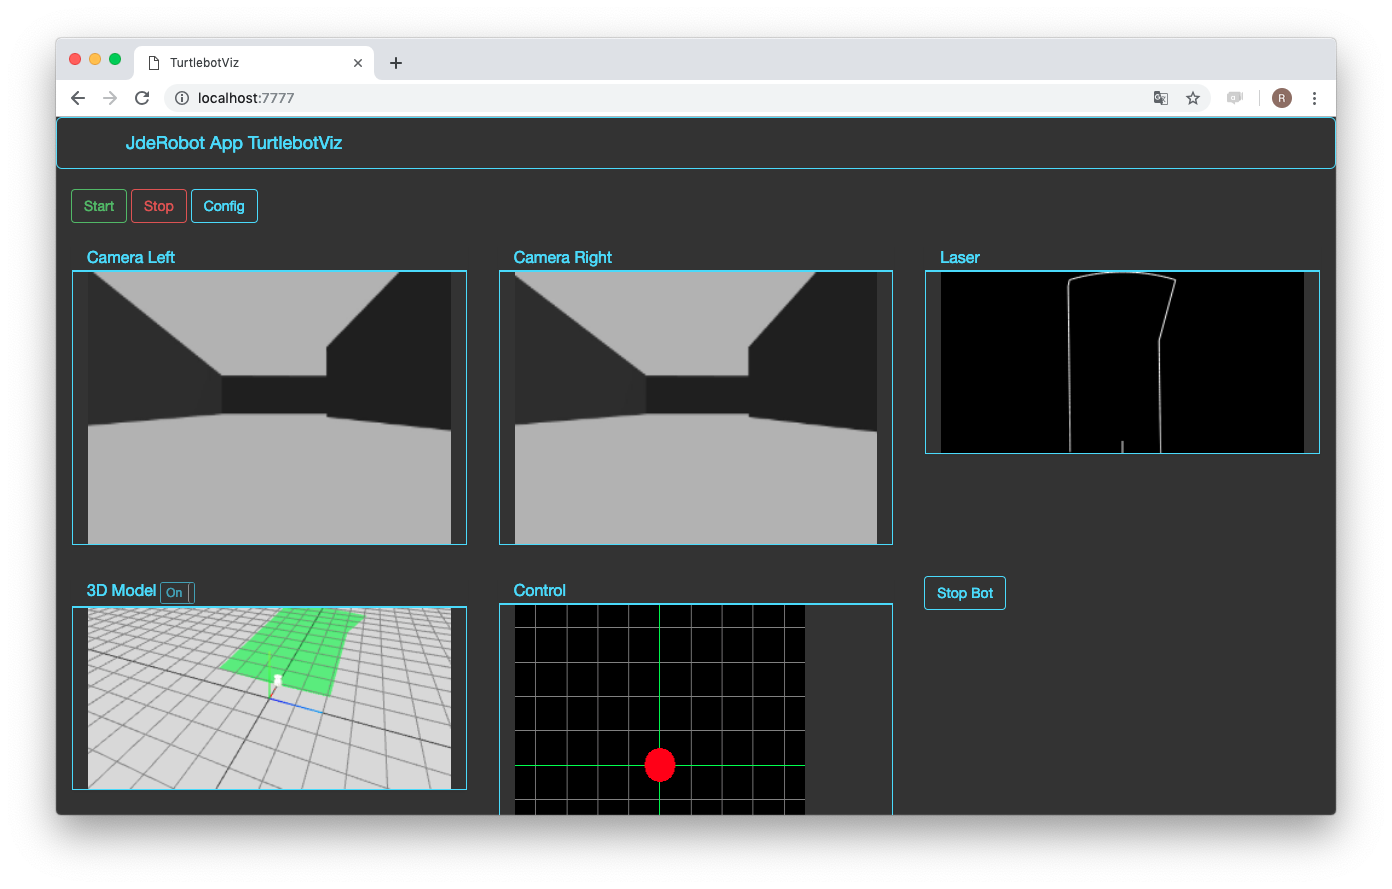 TurtlebotViz
localhost:7777
R
JdeRobot App TurtlebotViz
Start Stop Config
Camera Left
Camera Right
Laser
3D Model On
Control
Stop Bot